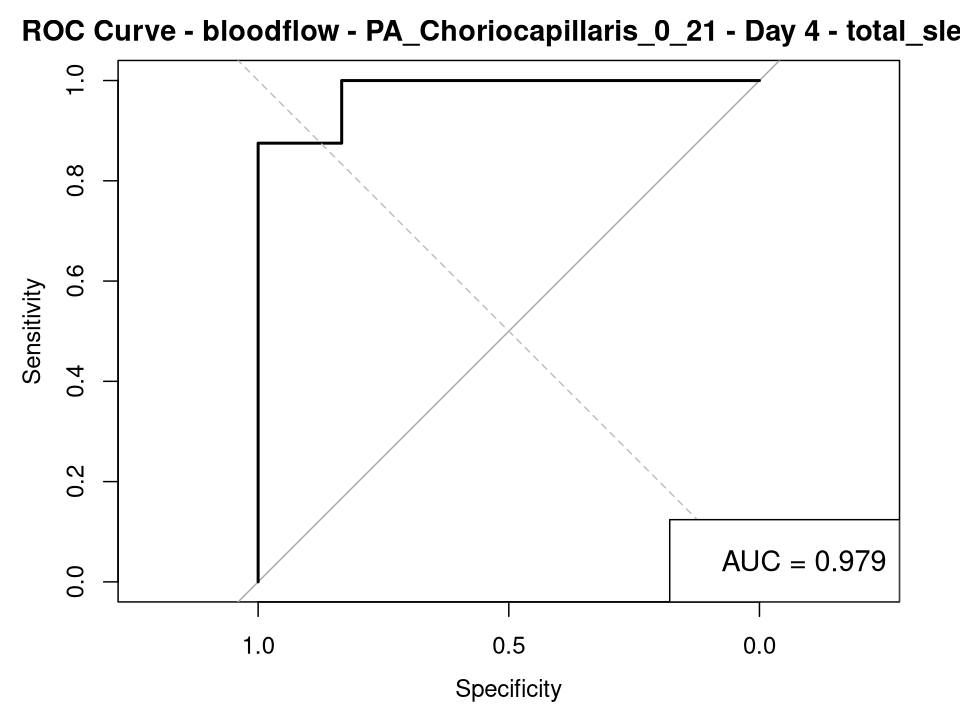 ROC Curve - bloodflow - PA_Choriocapillaris_0_21 - Day 4 - total_sle
1.0
0.8
0.6
0.4
0.2
0.0
Sensitivity
AUC = 0.979
1.0 0.5 0.0
Specificity